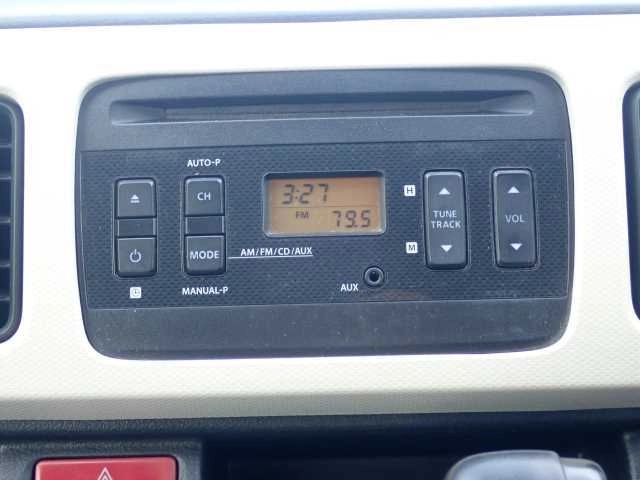 AUTO-P
CH
MODE
AM/FM/CD/AUX
MANUAL-P
3:27
FM 79.5
AUX
H
M
TUNE
TRACK
VOL